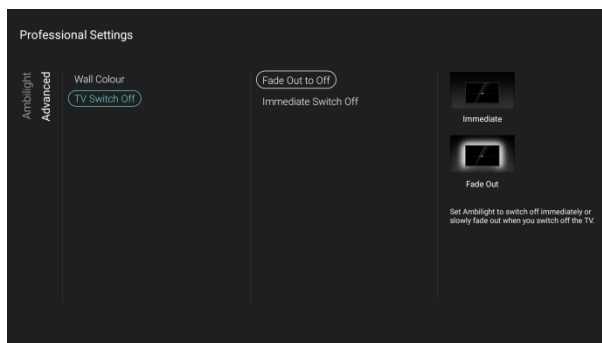 Professional Settings
Ambilight
Advanced
Wall Colour
TV Switch Off
Fade Out to Off
Immediate Switch Off
Immediate
Fade Out
Set Ambilight to switch off immediately or
slowly fade out when you switch off the TV.